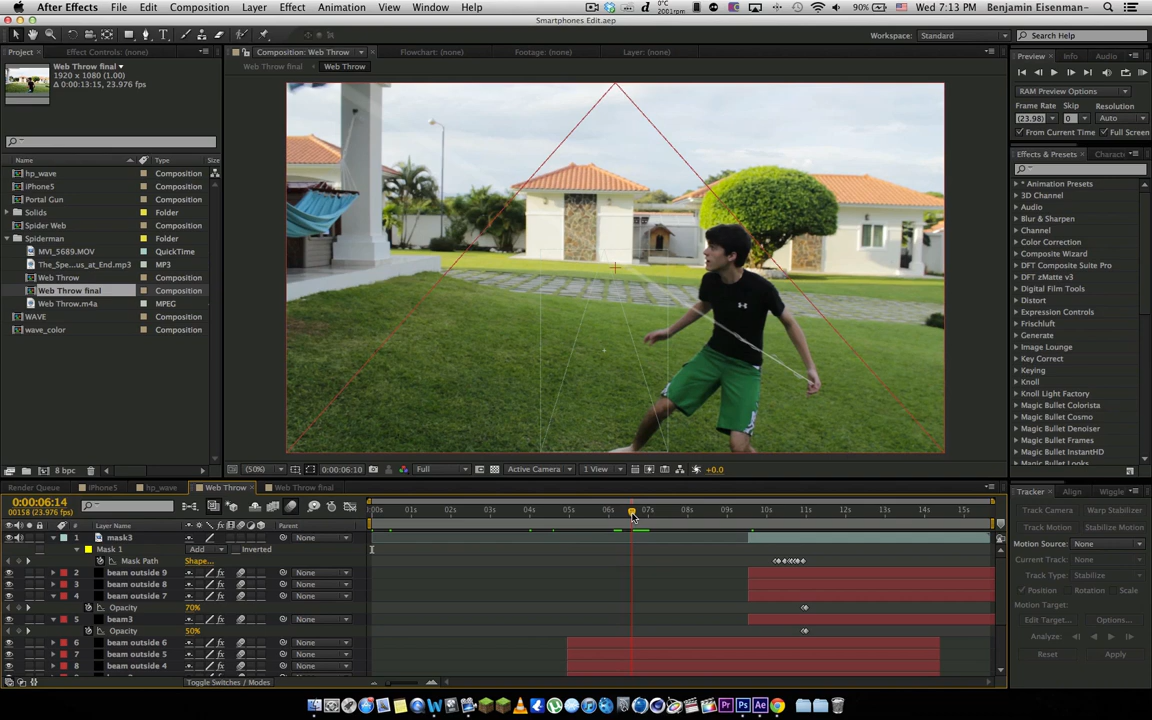 After Effects File Edit Composition Layer Effect Animation View Window Help
0°C 2001rpm 90% Wed 7:13 PM Benjamin Eisenman-
Smartphones Edit.aep
Workspace: Standard Search Help
Project Effect Controls: (none) Composition: Web Throw Flowchart: (none) Footage: (none) Layer: (none) Preview Info Audio
Web Throw final Web Throw
Web Throw final
1920 x 1080 (1.00)
Δ 0:00:13:15, 23.976 fps
Name Type Size
hp_wave Composition
iPhone5 Composition
Portal Gun Composition
Solids Folder
Spider Web Composition
Spiderman Folder
MVI_5689.MOV QuickTime
The_Spe...us_at_End.mp3 MP3
Web Throw Composition
Web Throw final Composition
Web Throw.m4a MPEG
WAVE Composition
wave_color Composition
8 bpc
(50%) 0:00:06:10 Full Active Camera 1 View +0.0
RAM Preview Options
Frame Rate Skip Resolution
(23.98) 0 Auto
From Current Time Full Screen
Effects & Presets Charact
* Animation Presets
3D Channel
Audio
Blur & Sharpen
Channel
Color Correction
Composite Wizard
DFT Composite Suite Pro
DFT zMatte v3
Digital Film Tools
Distort
Expression Controls
Frischluft
Generate
Image Lounge
Key Correct
Keying
Knoll
Knoll Light Factory
Magic Bullet Colorista
Magic Bullet Cosmo
Magic Bullet Denoiser
Magic Bullet Frames
Magic Bullet InstantHD
Magic Bullet Looks
Render Queue iPhone5 hp_wave Web Throw Web Throw final
0:00:06:14
00158 (23.976 fps)
:00s 01s 02s 03s 04s 05s 06s 07s 08s 09s 10s 11s 12s 13s 14s 15s
# Layer Name Parent
1 mask3 None
Mask 1 Add Inverted
Mask Path Shape...
2 beam outside 9 None
3 beam outside 8 None
4 beam outside 7 None
Opacity 70%
5 beam3 None
Opacity 50%
6 beam outside 6 None
7 beam outside 5 None
8 beam outside 4 None
Toggle Switches / Modes
Tracker Align Wiggle
Track Camera Warp Stabilizer
Track Motion Stabilize Motion
Motion Source: None
Current Track: None
Track Type: Stabilize
Position Rotation Scale
Motion Target:
Edit Target... Options...
Analyze:
Reset Apply